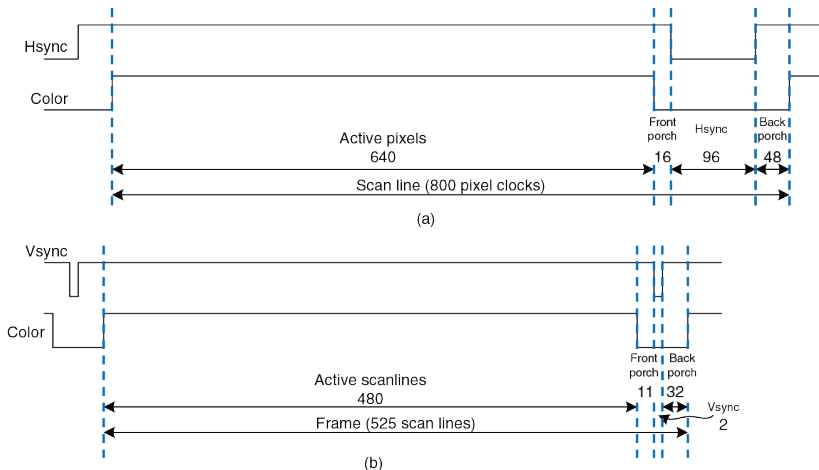 Hsync
Color
Front porch
Hsync
Back porch
Active pixels
640
16
96
48
Scan line (800 pixel clocks)
(a)
Vsync
Color
Front porch
Back porch
Active scanlines
480
11
32
Vsync
2
Frame (525 scan lines)
(b)